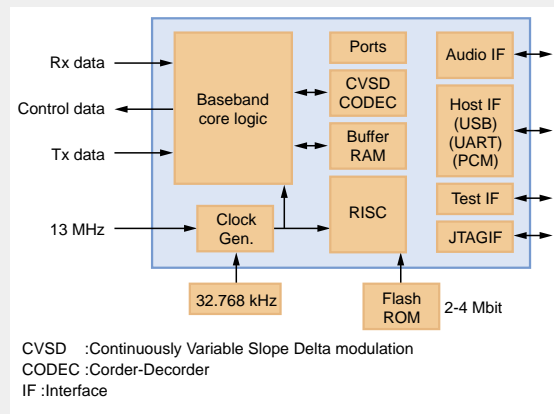 Rx data
Control data
Tx data
13 MHz
Baseband
core logic
Clock
Gen.
32.768 kHz
Ports
CVSD
CODEC
Buffer
RAM
RISC
Flash
ROM
2-4 Mbit
Audio IF
Host IF
(USB)
(UART)
(PCM)
Test IF
JTAGIF
CVSD :Continuously Variable Slope Delta modulation
CODEC :Corder-Decorder
IF :Interface